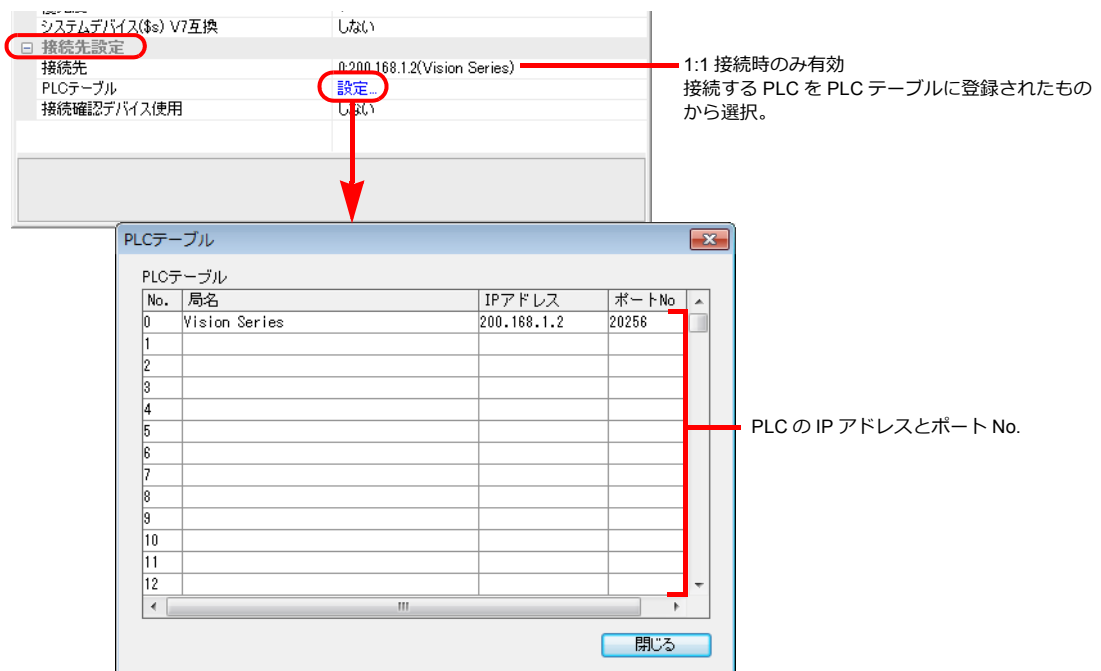 システムデバイス($s) V7互換 しない
接続先設定
接続先 0:200.168.1.2(Vision Series)
PLCテーブル 設定...
接続確認デバイス使用 しない
1:1 接続時のみ有効
接続する PLC を PLC テーブルに登録されたもの
から選択。
PLCテーブル
PLCテーブル
No. 局名 IPアドレス ポートNo
0 Vision Series 200.168.1.2 20256
1
2
3
4
5
6
7
8
9
10
11
12
PLC の IP アドレスとポート No.
閉じる